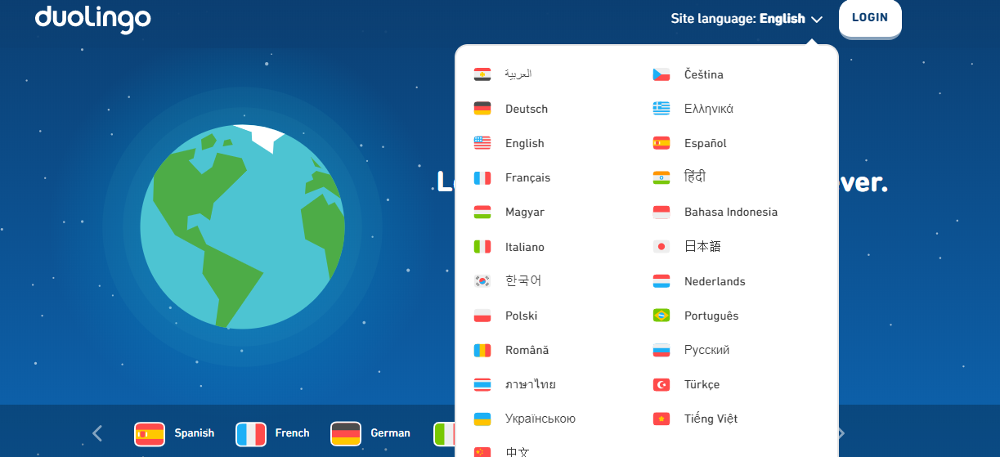 duolingo
Site language: English
LOGIN
العربية
Čeština
Deutsch
Ελληνικά
English
Español
Français
हिंदी
Magyar
Bahasa Indonesia
Italiano
日本語
한국어
Nederlands
Polski
Português
Română
Русский
ภาษาไทย
Türkçe
Українською
Tiếng Việt
中文
ver.
Spanish
French
German